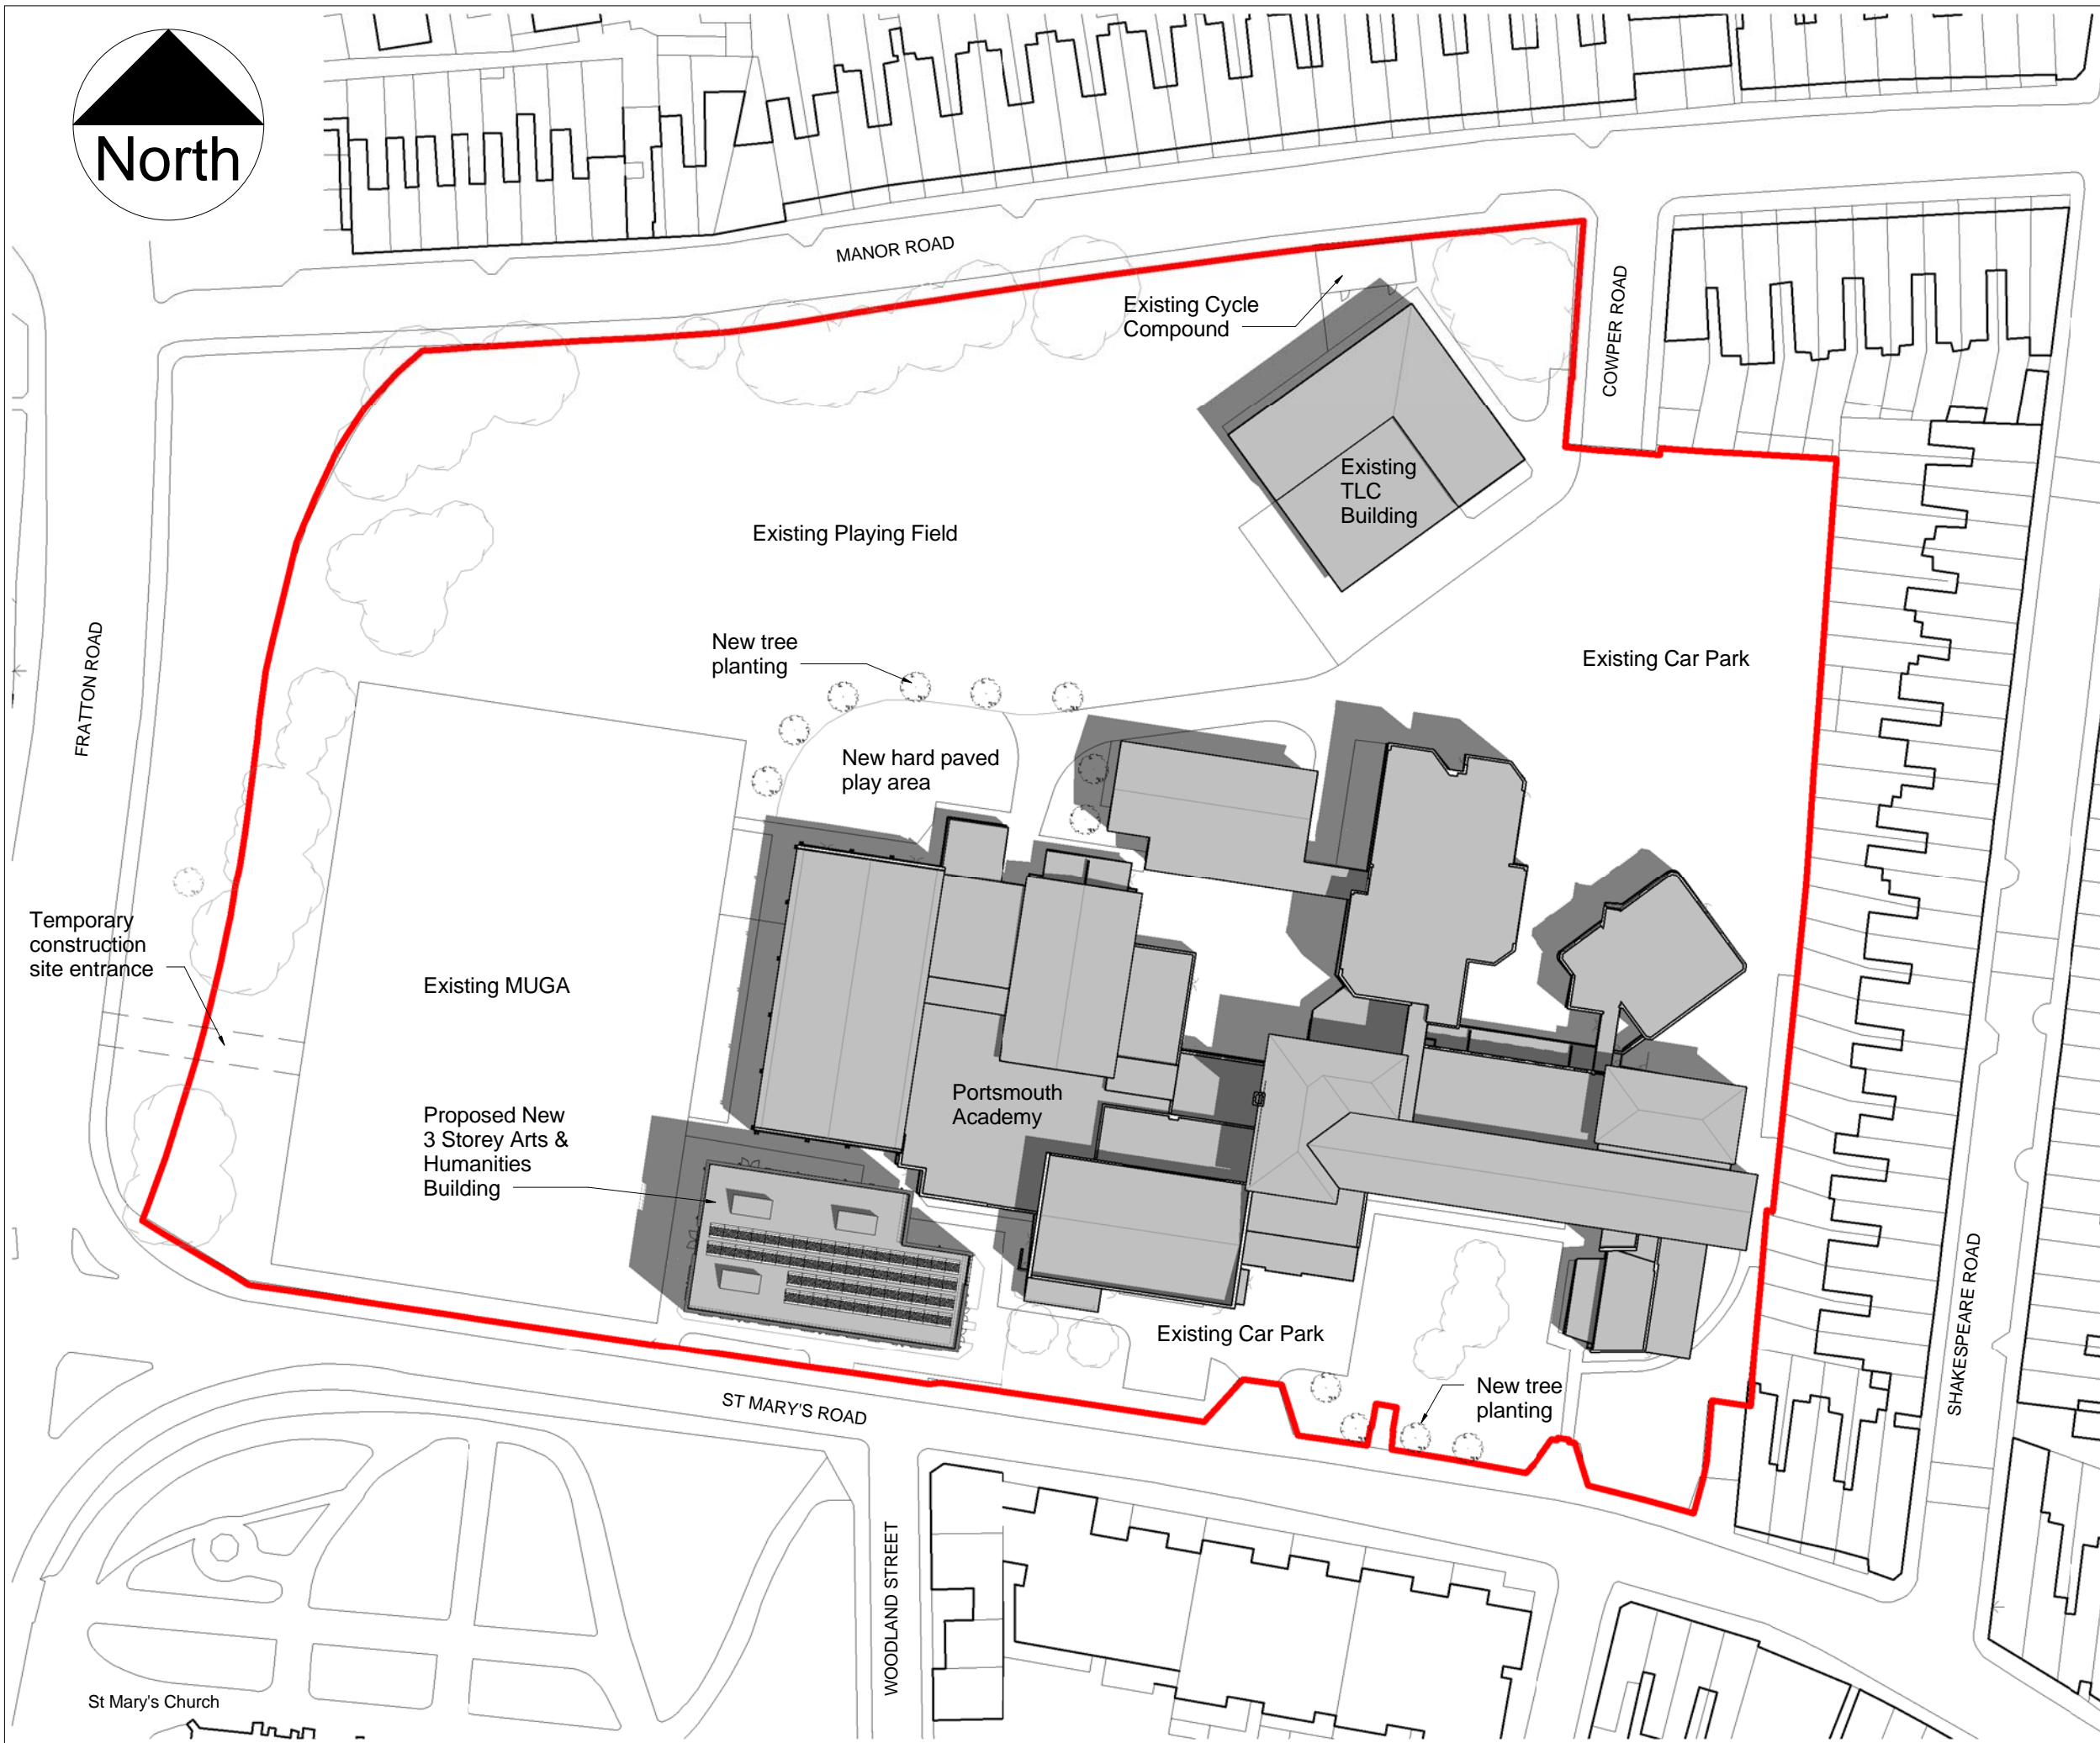 North
MANOR ROAD
Existing Cycle
Compound
COWPER ROAD
Existing
TLC
Building
Existing Playing Field
FRATTON ROAD
New tree
planting
Existing Car Park
New hard paved
play area
Temporary
construction
site entrance
Existing MUGA
Portsmouth
Academy
Proposed New
3 Storey Arts &
Humanities
Building
SHAKESPEARE ROAD
Existing Car Park
New tree
planting
ST MARY'S ROAD
WOODLAND STREET
St Mary's Church